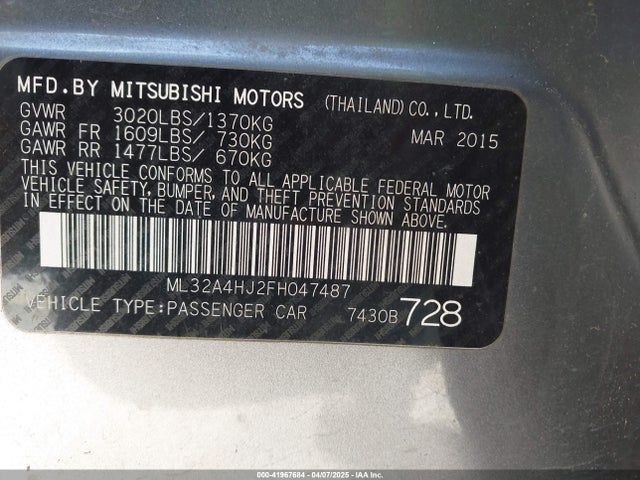 MFD.BY MITSUBISHI MOTORS (THAILAND) CO., LTD.
GVWR 3020LBS/1370KG MAR 2015
GAWR FR 1609LBS/ 730KG
GAWR RR 1477LBS/ 670KG
THIS VEHICLE CONFORMS TO ALL APPLICABLE FEDERAL MOTOR
VEHICLE SAFETY, BUMPER, AND THEFT PREVENTION STANDARDS
IN EFFECT ON THE DATE OF MANUFACTURE SHOWN ABOVE.
ML32A4HJ2FH047487
VEHICLE TYPE:PASSENGER CAR 7430B 728
000-41967684 - 04/07/2025 - IAA Inc.